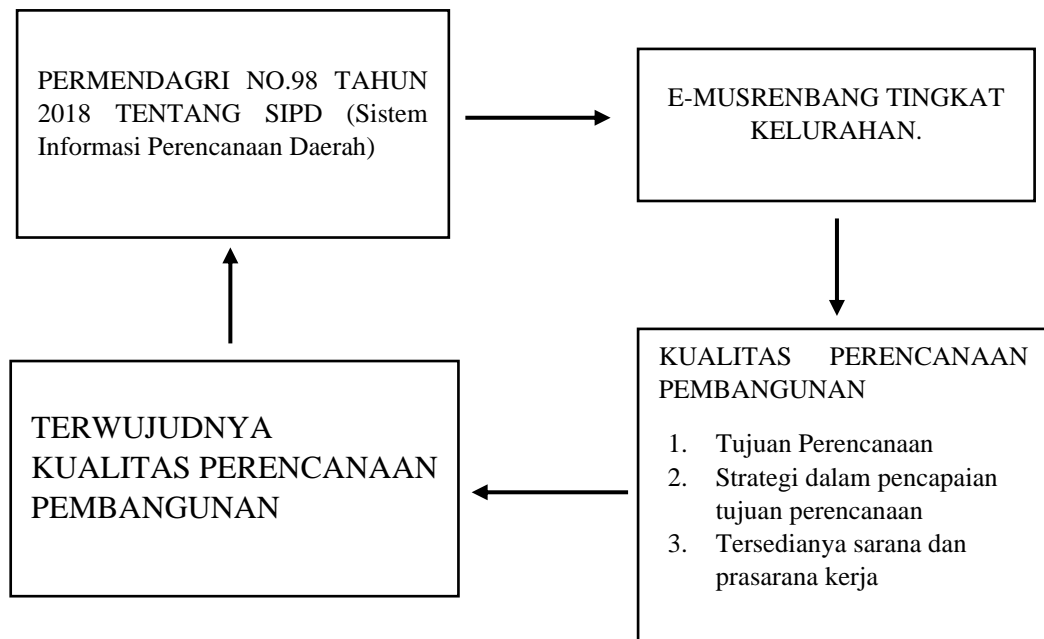 PERMENDAGRI NO.98 TAHUN
2018 TENTANG SIPD (Sistem
Informasi Perencanaan Daerah)
E-MUSRENBANG TINGKAT
KELURAHAN.
KUALITAS PERENCANAAN
PEMBANGUNAN
1. Tujuan Perencanaan
2. Strategi dalam pencapaian
tujuan perencanaan
3. Tersedianya sarana dan
prasarana kerja
TERWUJUDNYA
KUALITAS PERENCANAAN
PEMBANGUNAN